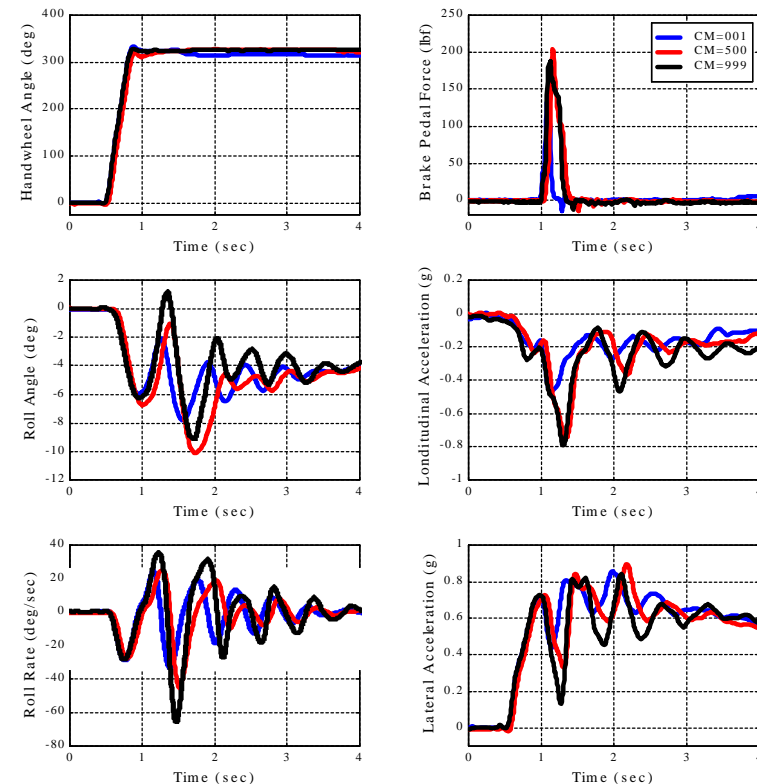 400
300
200
100
0
0 1 2 3 4
Handwheel Angle (deg)
Time (sec)
250
200
150
100
50
0
0 1 2 3 4
Brake Pedal Force (lbf)
Time (sec)
CM=001
CM=500
CM=999
2
0
-2
-4
-6
-8
-10
-12
0 1 2 3 4
Roll Angle (deg)
Time (sec)
0.2
0
-0.2
-0.4
-0.6
-0.8
-1
0 1 2 3 4
Londitudinal Acceleration (g)
Time (sec)
40
20
0
-20
-40
-60
-80
0 1 2 3 4
Roll Rate (deg/sec)
Time (sec)
1
0.8
0.6
0.4
0.2
0
0 1 2 3 4
Lateral Acceleration (g)
Time (sec)